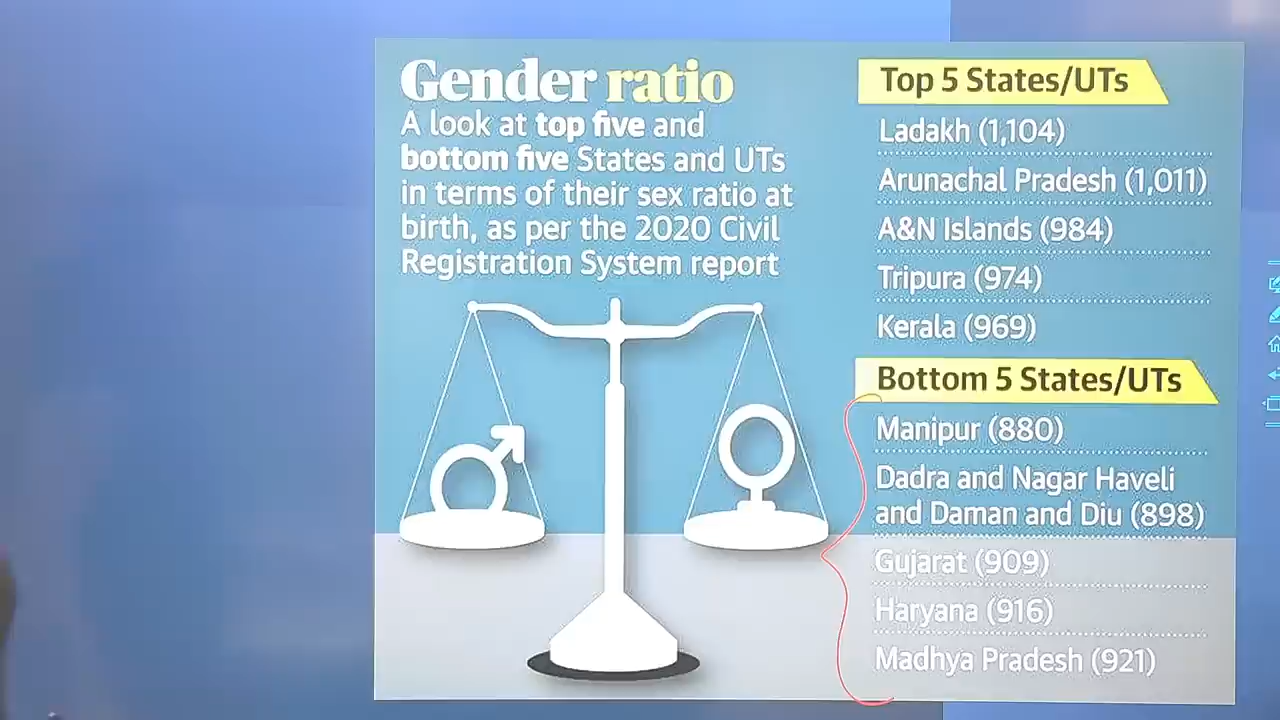 Gender ratio
A look at top five and
bottom five States and UTs
in terms of their sex ratio at
birth, as per the 2020 Civil
Registration System report
Top 5 States/UTs
Ladakh (1,104)
Arunachal Pradesh (1,011)
A&N Islands (984)
Tripura (974)
Kerala (969)
Bottom 5 States/UTs
Manipur (880)
Dadra and Nagar Haveli
and Daman and Diu (898)
Gujarat (909)
Haryana (916)
Madhya Pradesh (921)